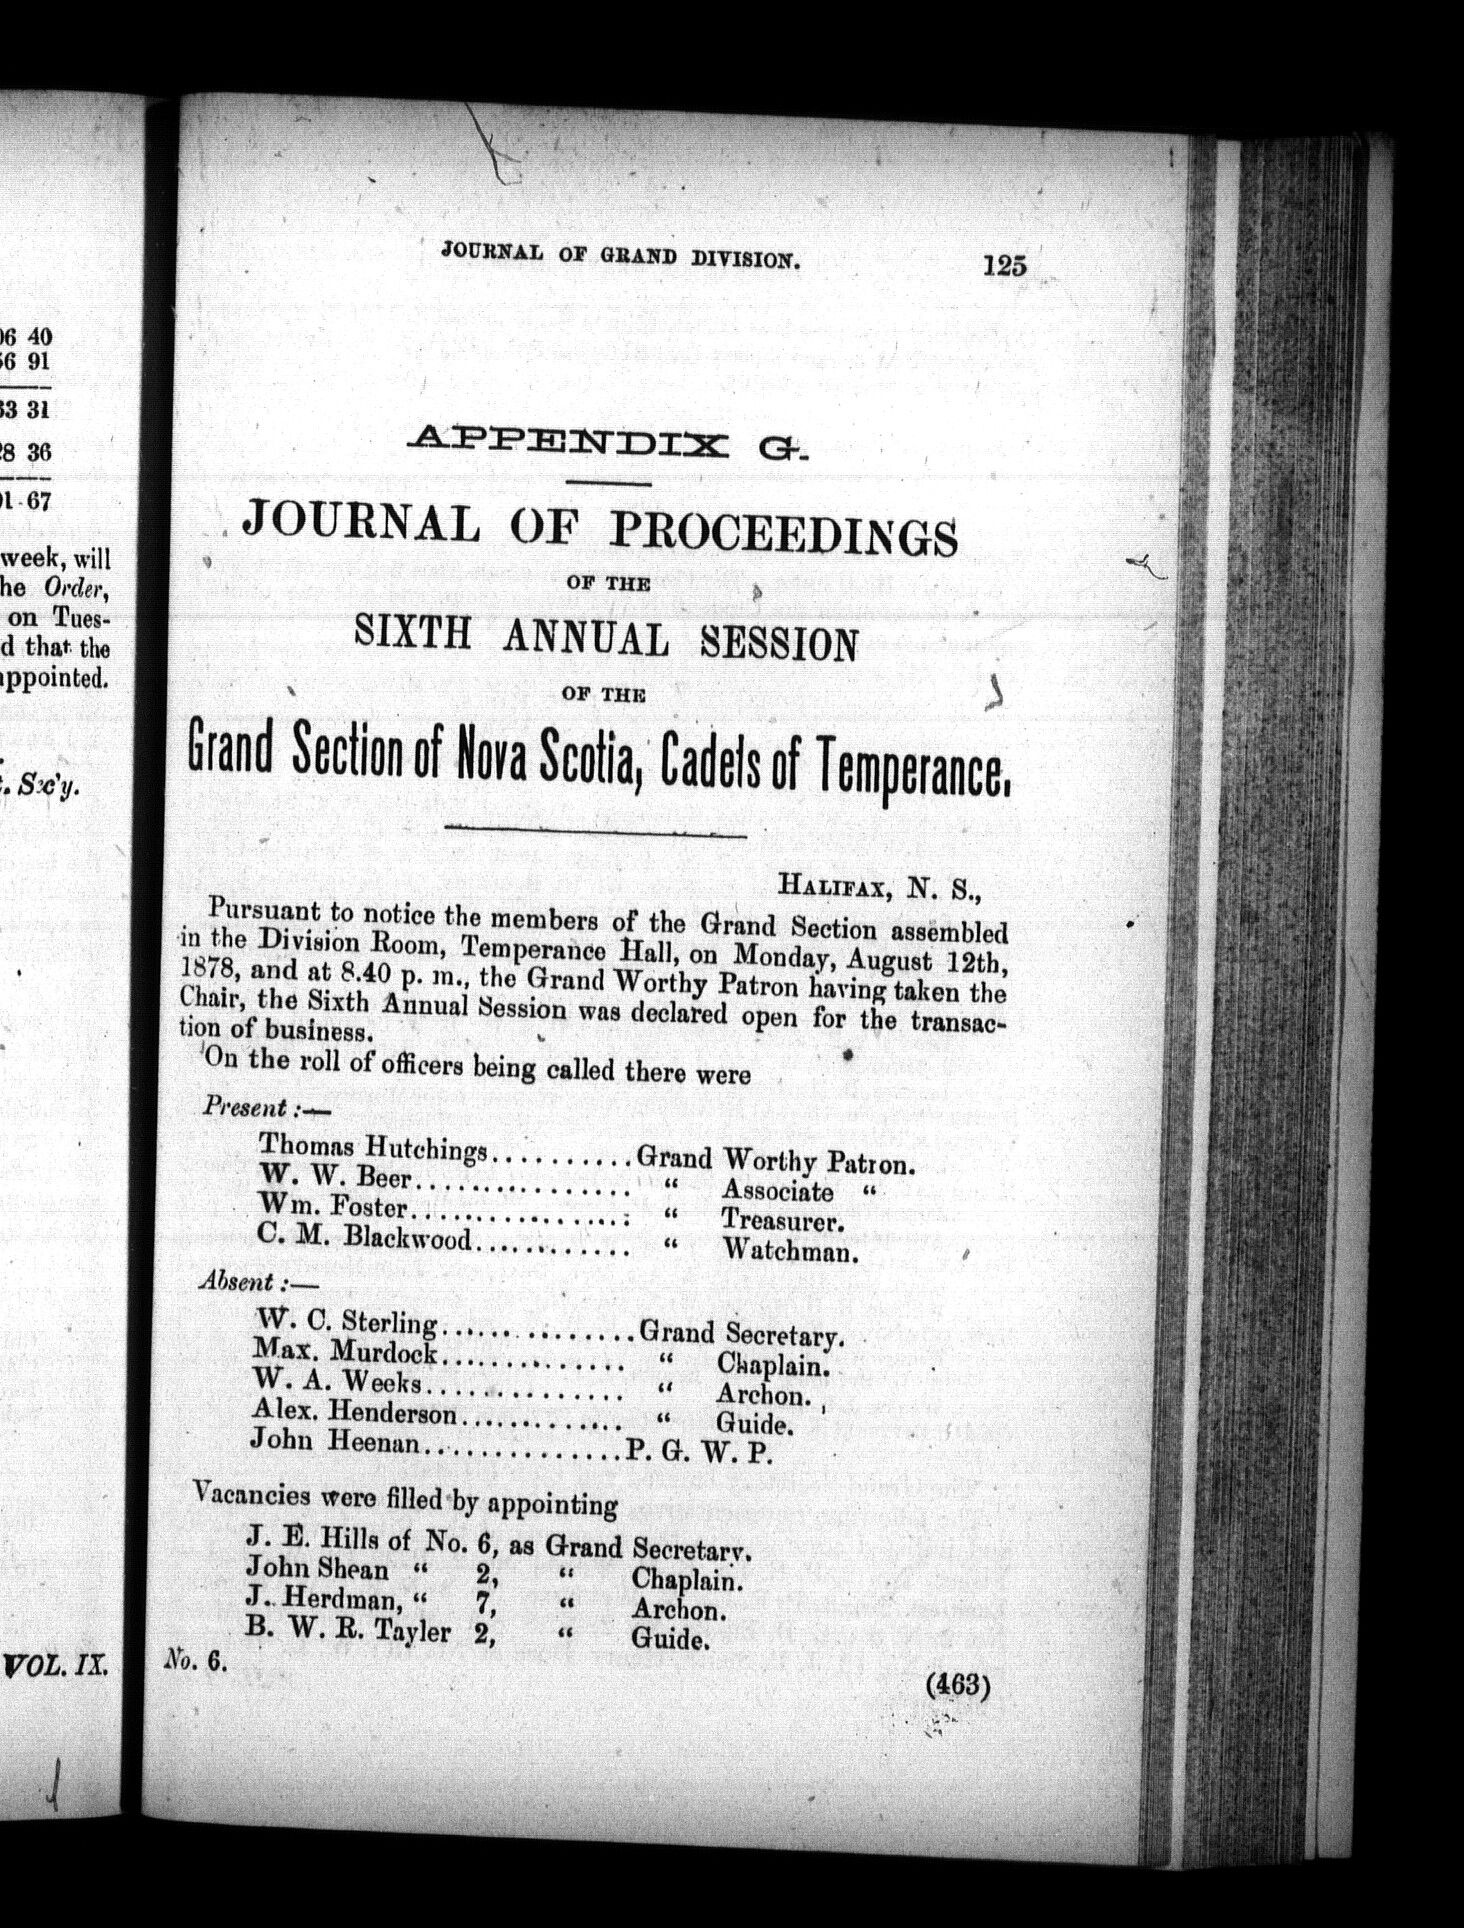 06 40
56 91
63 31
28 36
01 67
week, will
the Order,
on Tues-
d that the
appointed.
. Sec'y.
VOL. IX.
JOURNAL OF GRAND DIVISION. 125
APPENDIX G.
JOURNAL OF PROCEEDINGS
OF THE
SIXTH ANNUAL SESSION
OF THE
Grand Section of Nova Scotia, Cadets of Temperance.
HALIFAX, N. S.,
Pursuant to notice the members of the Grand Section assembled
in the Division Room, Temperance Hall, on Monday, August 12th,
1878, and at 8.40 p. m., the Grand Worthy Patron having taken the
Chair, the Sixth Annual Session was declared open for the transac-
tion of business.
On the roll of officers being called there were
Present :—
Thomas Hutchings..........Grand Worthy Patron.
W. W. Beer................ “ Associate “
Wm. Foster................ “ Treasurer.
C. M. Blackwood............ “ Watchman.
Absent :—
W. C. Sterling..............Grand Secretary.
Max. Murdock.............. “ Chaplain.
W. A. Weeks............... “ Archon.
Alex. Henderson............ “ Guide.
John Heenan..............P. G. W. P.
Vacancies were filled by appointing
J. E. Hills of No. 6, as Grand Secretary.
John Shean “ 2, “ Chaplain.
J. Herdman, “ 7, “ Archon.
B. W. R. Tayler 2, “ Guide.
No. 6.
(463)